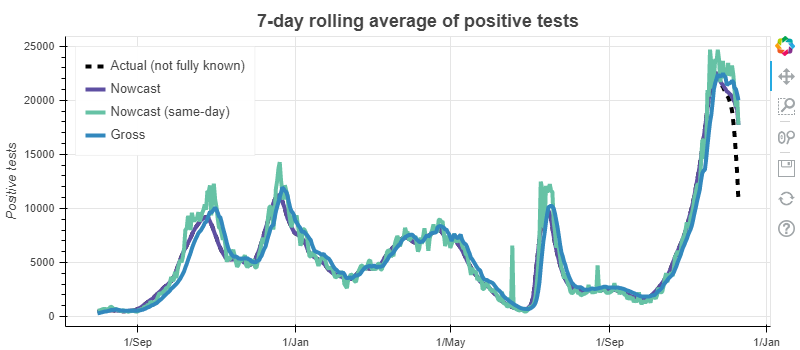 7-day rolling average of positive tests
Positive tests
25000
20000
15000
10000
5000
0
Actual (not fully known)
Nowcast
Nowcast (same-day)
Gross
1/Sep
1/Jan
1/May
1/Sep
1/Jan